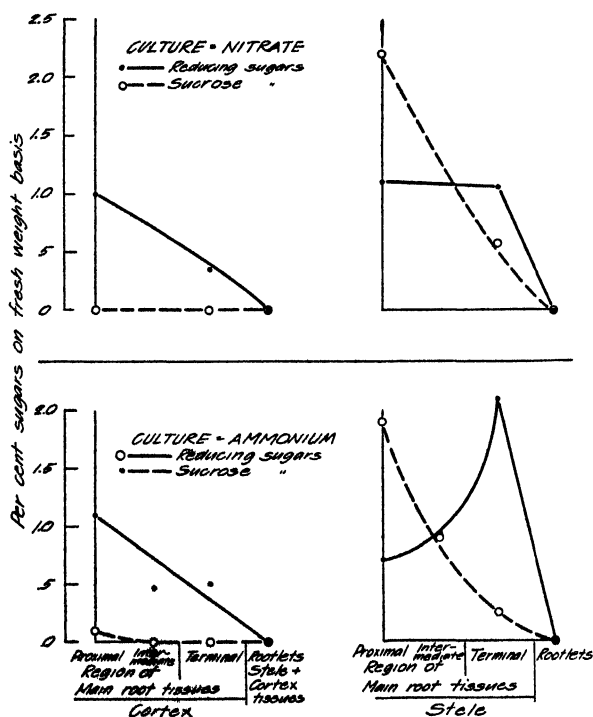 2.5
2.0
1.5
1.0
.5
.0
CULTURE = NITRATE
Reducing sugars
Sucrose "
Per cent sugars on fresh weight basis
2.0
1.5
1.0
.5
.0
CULTURE = AMMONIUM
Reducing sugars
Sucrose "
Proximal Inter-mediate Terminal Rootlets
Region of Stele +
Main root tissues Cortex
tissues
Cortex
Proximal Inter-mediate Terminal Rootlets
Region of
Main root tissues
Stele